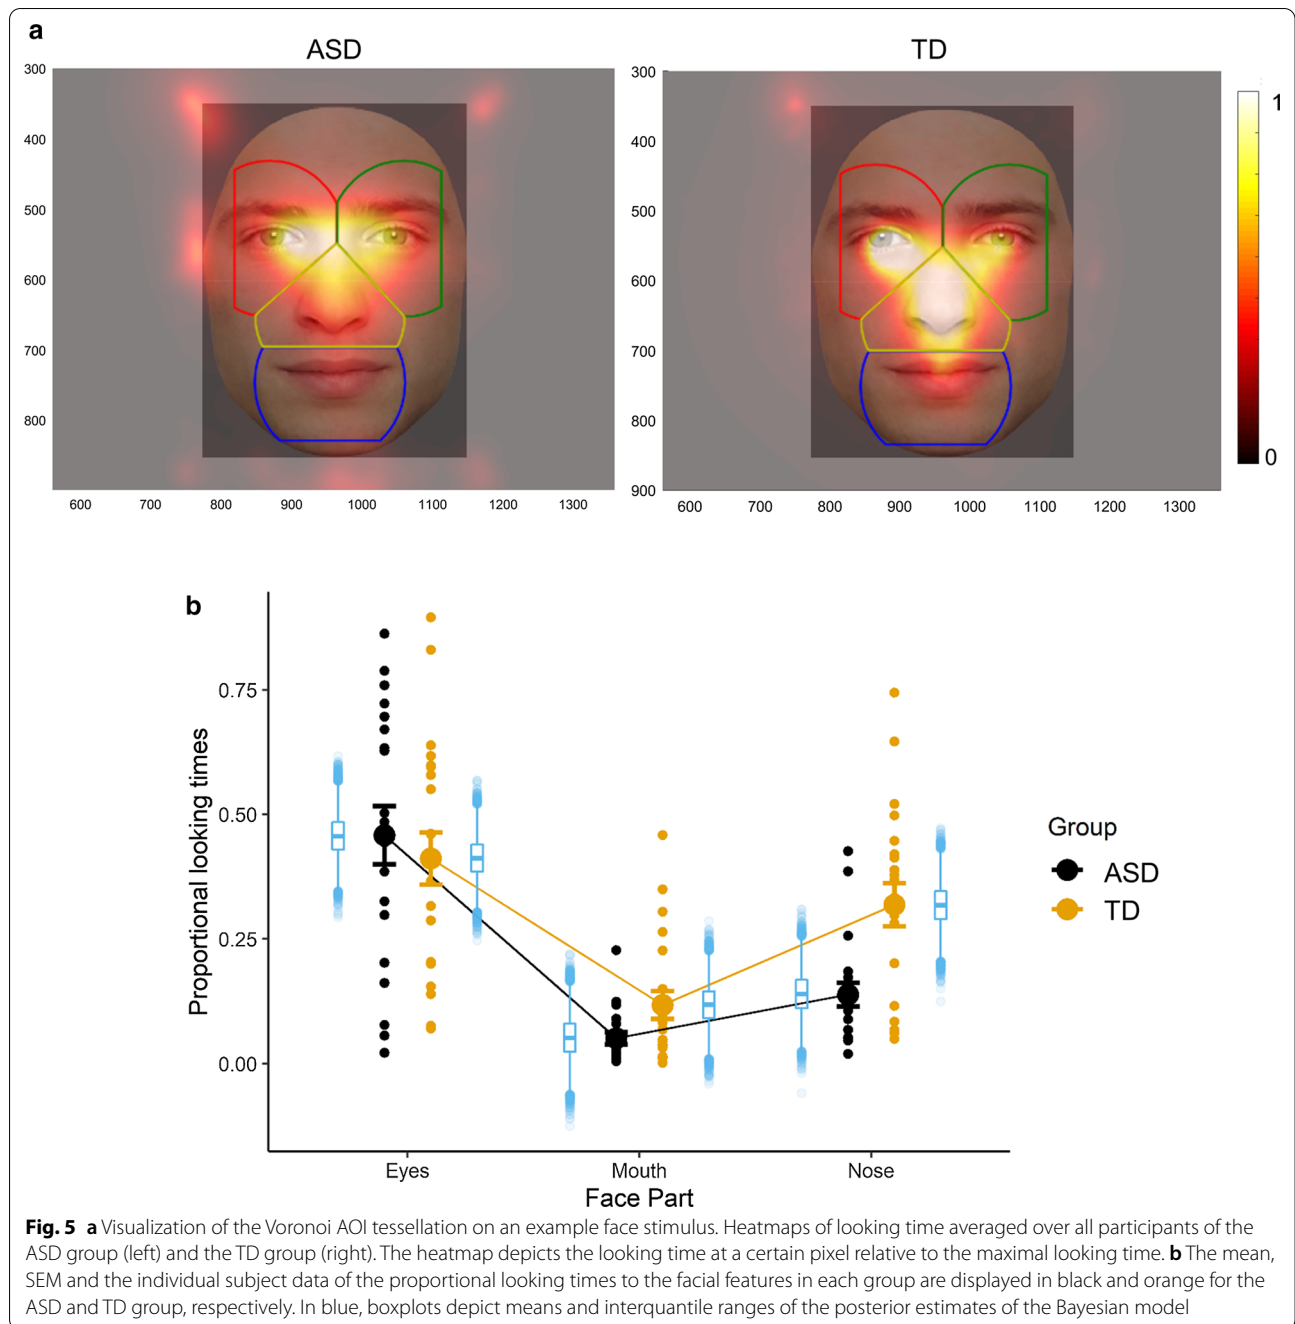 a
ASD
TD
300
400
500
600
700
800
600 700 800 900 1000 1100 1200 1300
300
400
500
600
700
800
900
600 700 800 900 1000 1100 1200 1300
1
0
b
Proportional looking times
0.75
0.50
0.25
0.00
Eyes Mouth Nose
Face Part
Group
ASD
TD
Fig. 5 a Visualization of the Voronoi AOI tessellation on an example face stimulus. Heatmaps of looking time averaged over all participants of the
ASD group (left) and the TD group (right). The heatmap depicts the looking time at a certain pixel relative to the maximal looking time. b The mean,
SEM and the individual subject data of the proportional looking times to the facial features in each group are displayed in black and orange for the
ASD and TD group, respectively. In blue, boxplots depict means and interquantile ranges of the posterior estimates of the Bayesian model